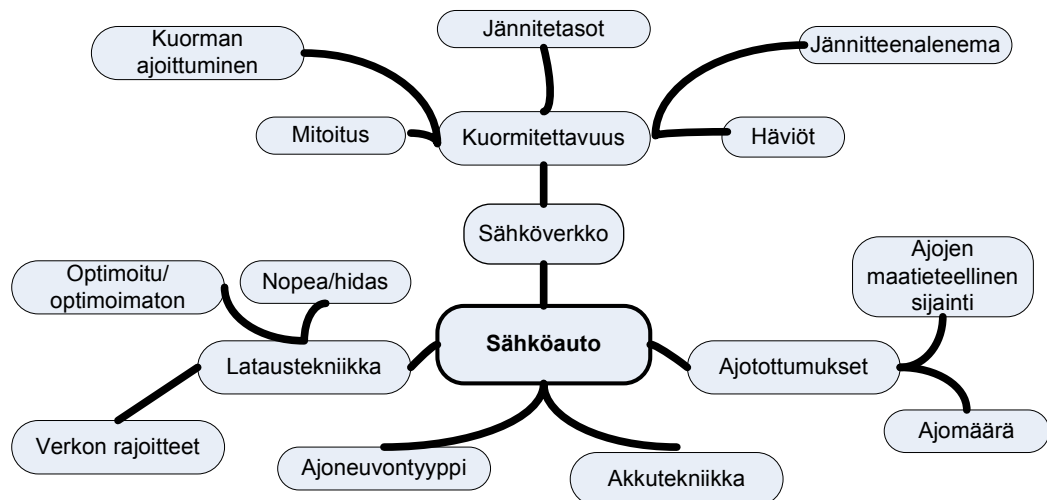 Kuorman
ajoittuminen
Jännitetasot
Jännitteenalenema
Mitoitus
Kuormitettavuus
Häviöt
Sähköverkko
Optimoitu/
optimoimaton
Nopea/hidas
Ajojen
maatieteellinen
sijainti
Lataustekniikka
Sähköauto
Ajotottumukset
Verkon rajoitteet
Ajoneuvontyyppi
Akkutekniikka
Ajomäärä